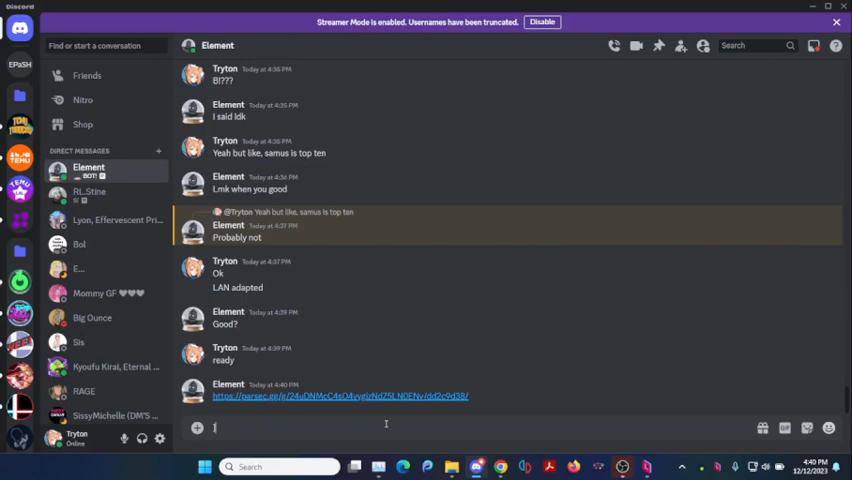 Discord
Streamer Mode is enabled. Usernames have been truncated. Disable
Find or start a conversation
Element
Search
Friends
Nitro
Shop
DIRECT MESSAGES
Element
BOT!
RL.Stine
Lyon, Effervescent Pri...
Bol
E...
Mommy GF
Big Ounce
Sis
Kyoufu Kirai, Eternal ...
RAGE
SissyMichelle (DM'S ...
Tryton
Online
EPaSH
TEMU
TEMU
Tryton Today at 4:35 PM
B!???
Element Today at 4:35 PM
I said Idk
Tryton Today at 4:35 PM
Yeah but like, samus is top ten
Element Today at 4:36 PM
Lmk when you good
@Tryton Yeah but like, samus is top ten
Element Today at 4:37 PM
Probably not
Tryton Today at 4:37 PM
Ok
LAN adapted
Element Today at 4:39 PM
Good?
Tryton Today at 4:39 PM
ready
Element Today at 4:40 PM
GIF
Search
4:40 PM
12/12/2023